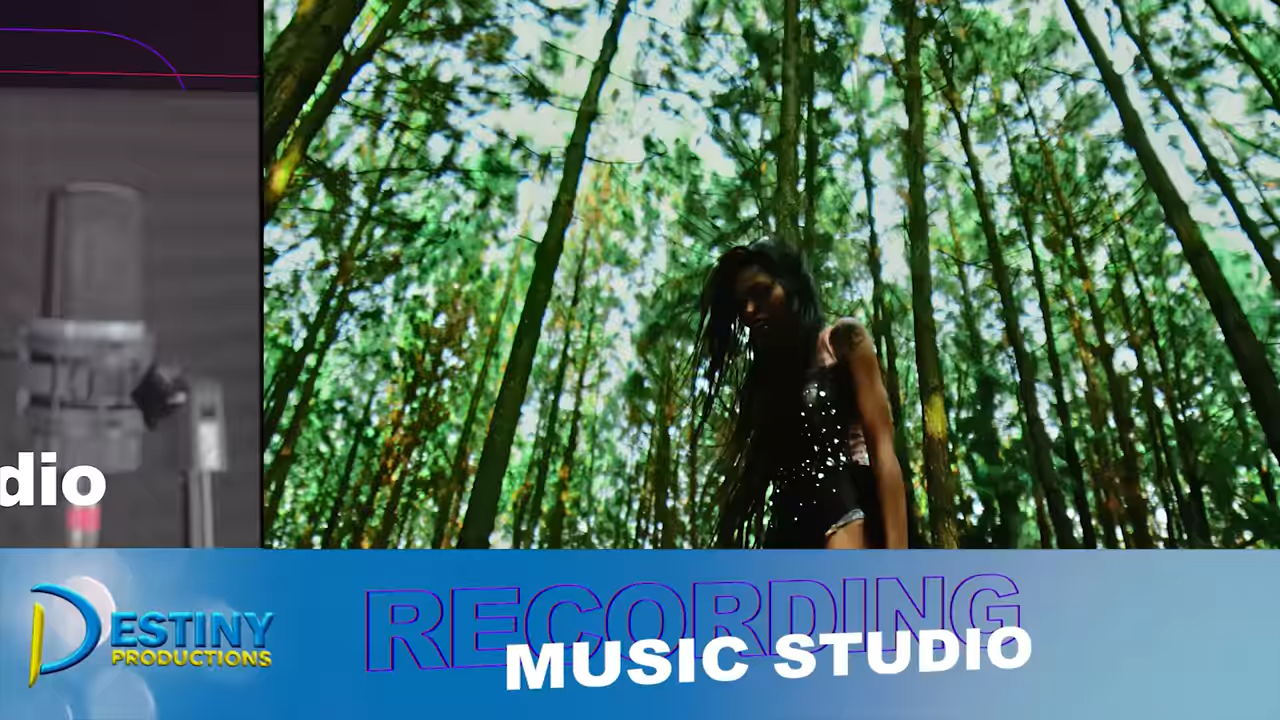 dio
DESTINY
PRODUCTIONS
RECORDING
MUSIC STUDIO